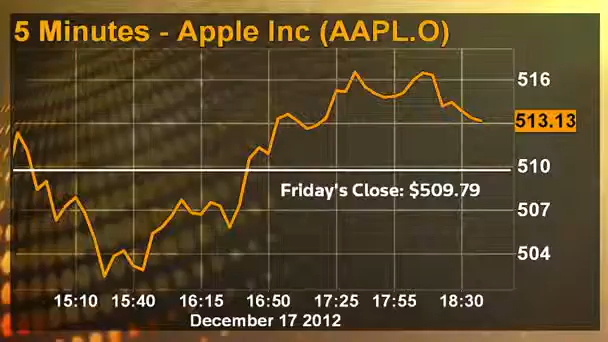 5 Minutes - Apple Inc (AAPL.O)
516
513.13
510
Friday's Close: $509.79
507
504
15:10 15:40 16:15 16:50 17:25 17:55 18:30
December 17 2012